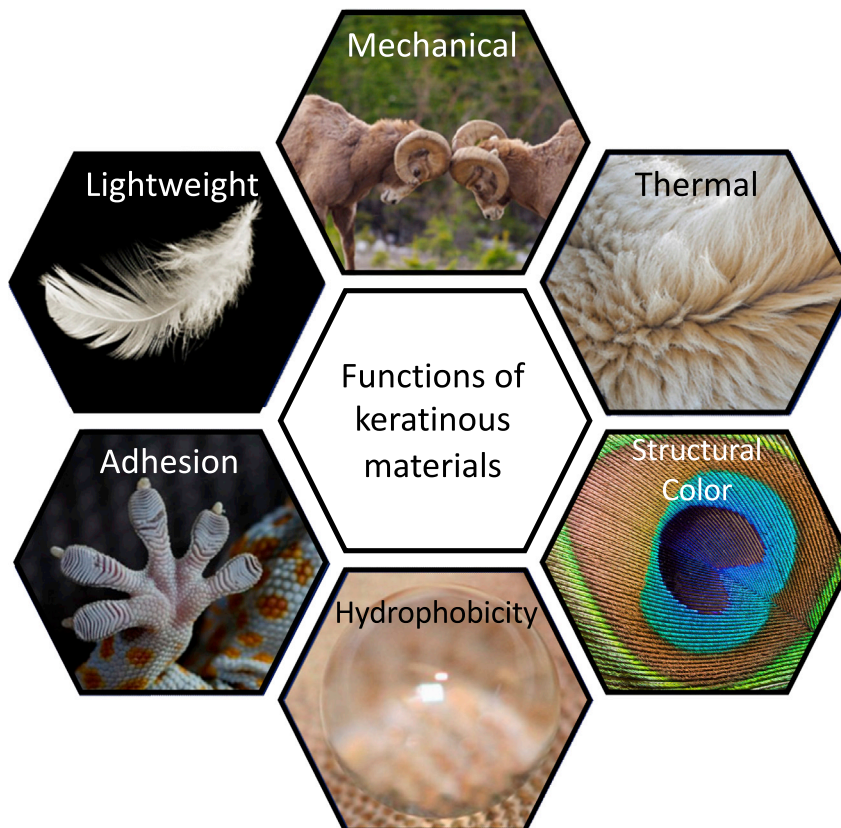 Mechanical
Lightweight
Thermal
Functions of
keratinous
materials
Adhesion
Structural
Color
Hydrophobicity